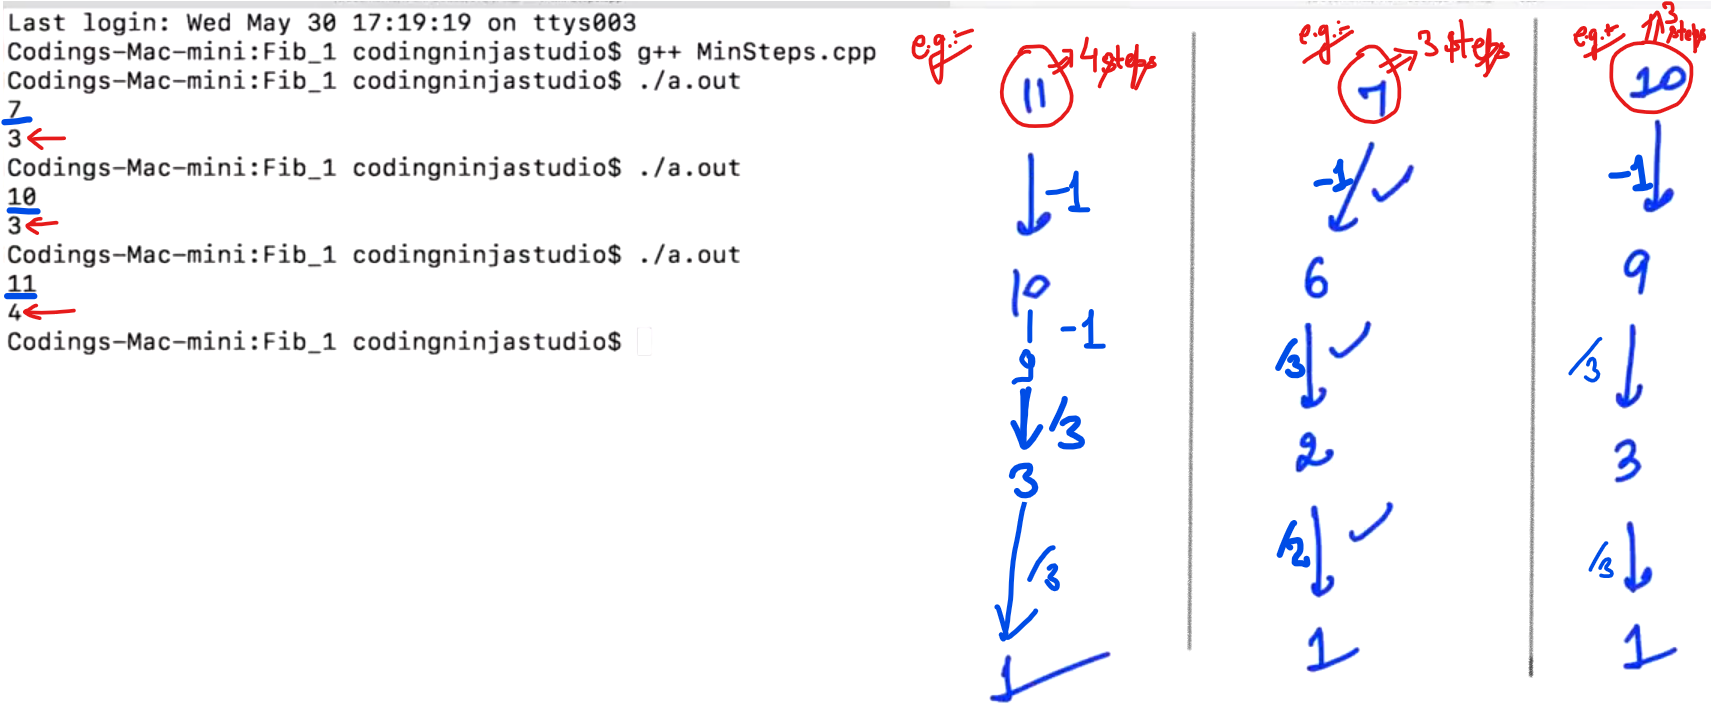 Last login: Wed May 30 17:19:19 on ttys003
Codings-Mac-mini:Fib_1 codingninjastudio$ g++ MinSteps.cpp
Codings-Mac-mini:Fib_1 codingninjastudio$ ./a.out
7
3
Codings-Mac-mini:Fib_1 codingninjastudio$ ./a.out
10
3
Codings-Mac-mini:Fib_1 codingninjastudio$ ./a.out
11
4
Codings-Mac-mini:Fib_1 codingninjastudio$
e.g.:-
11
4 steps
-1
10
-1
9
/3
3
/3
1
e.g.:-
7
3 steps
-1
6
/3
2
/2
1
e.g.:-
10
3 steps
-1
9
/3
3
/3
1